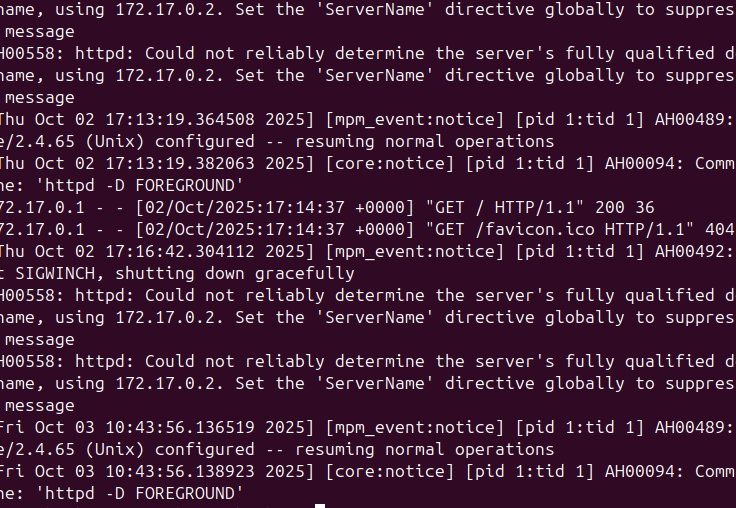 name, using 172.17.0.2. Set the 'ServerName' directive globally to suppres
 message
H00558: httpd: Could not reliably determine the server's fully qualified d
name, using 172.17.0.2. Set the 'ServerName' directive globally to suppres
 message
Thu Oct 02 17:13:19.364508 2025] [mpm_event:notice] [pid 1:tid 1] AH00489:
e/2.4.65 (Unix) configured -- resuming normal operations
Thu Oct 02 17:13:19.382063 2025] [core:notice] [pid 1:tid 1] AH00094: Comm
ne: 'httpd -D FOREGROUND'
72.17.0.1 - - [02/Oct/2025:17:14:37 +0000] "GET / HTTP/1.1" 200 36
72.17.0.1 - - [02/Oct/2025:17:14:37 +0000] "GET /favicon.ico HTTP/1.1" 404
Thu Oct 02 17:16:42.304112 2025] [mpm_event:notice] [pid 1:tid 1] AH00492:
t SIGWINCH, shutting down gracefully
H00558: httpd: Could not reliably determine the server's fully qualified d
name, using 172.17.0.2. Set the 'ServerName' directive globally to suppres
 message
H00558: httpd: Could not reliably determine the server's fully qualified d
name, using 172.17.0.2. Set the 'ServerName' directive globally to suppres
 message
Fri Oct 03 10:43:56.136519 2025] [mpm_event:notice] [pid 1:tid 1] AH00489:
e/2.4.65 (Unix) configured -- resuming normal operations
Fri Oct 03 10:43:56.138923 2025] [core:notice] [pid 1:tid 1] AH00094: Comm
ne: 'httpd -D FOREGROUND'